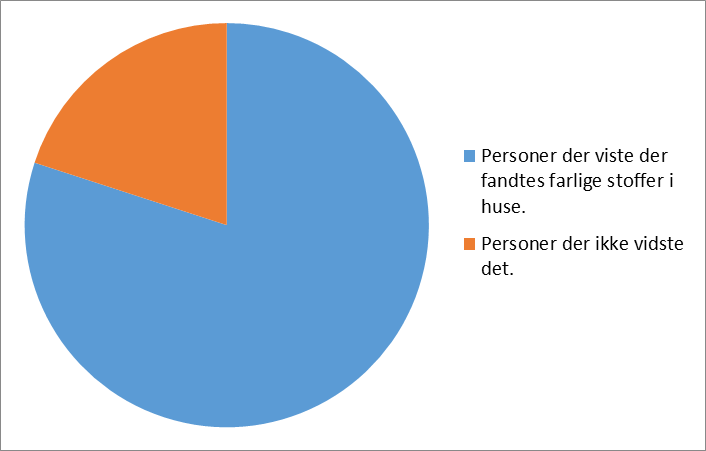 Personer der viste der
fandtes farlige stoffer i
huse.
Personer der ikke vidste
det.